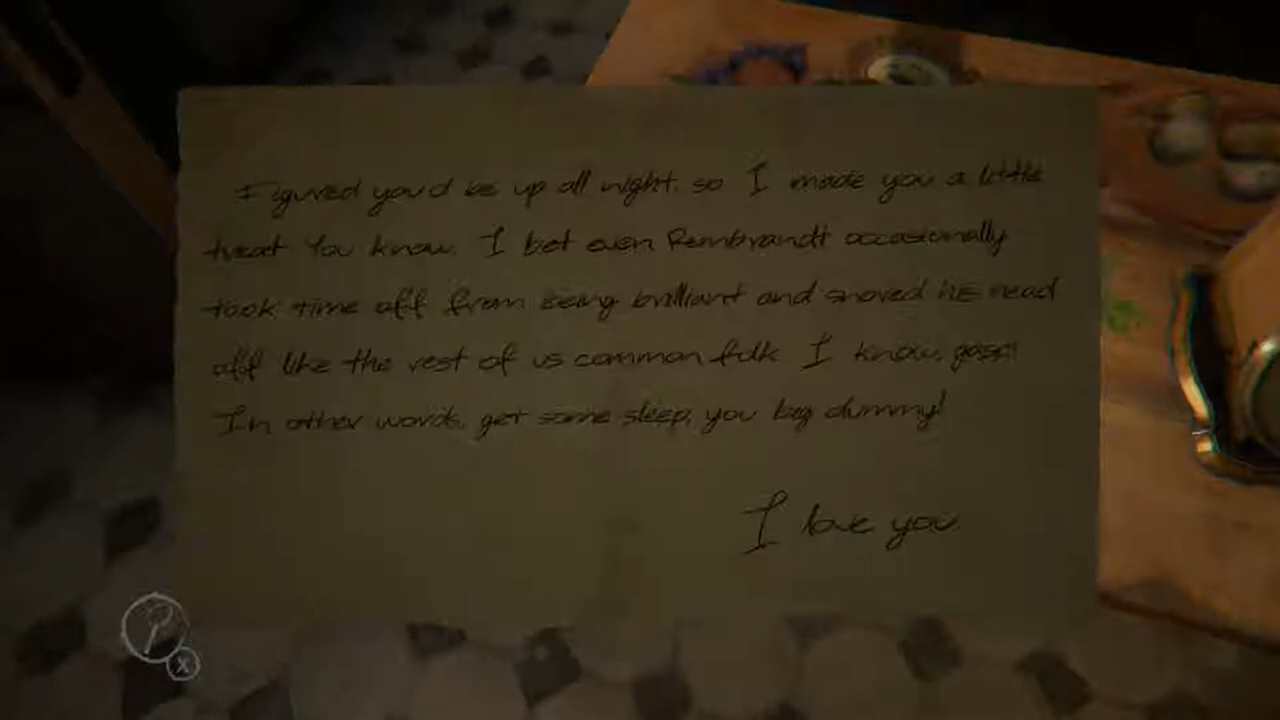 Figured you'd be up all night, so I made you a little
treat. You know, I bet even Rembrandt occasionally
took time off from being brilliant and snored his head
off like the rest of us common folk. I know, gasp!
In other words, get some sleep, you big dummy!
I love you
X